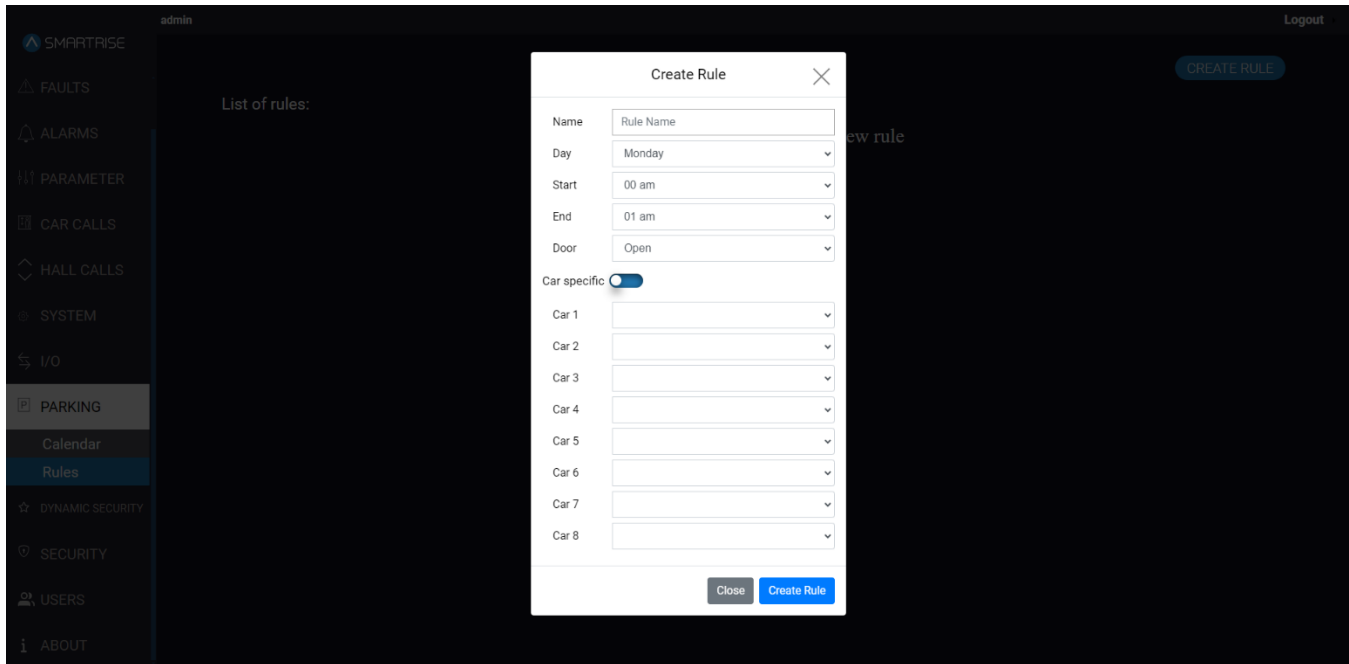 admin
Logout
SMARTRISE
FAULTS
ALARMS
PARAMETER
CAR CALLS
HALL CALLS
SYSTEM
I/O
PARKING
Calendar
Rules
DYNAMIC SECURITY
SECURITY
USERS
ABOUT
CREATE RULE
List of rules:
ew rule
Create Rule
Name Rule Name
Day Monday
Start 00 am
End 01 am
Door Open
Car specific
Car 1
Car 2
Car 3
Car 4
Car 5
Car 6
Car 7
Car 8
Close Create Rule